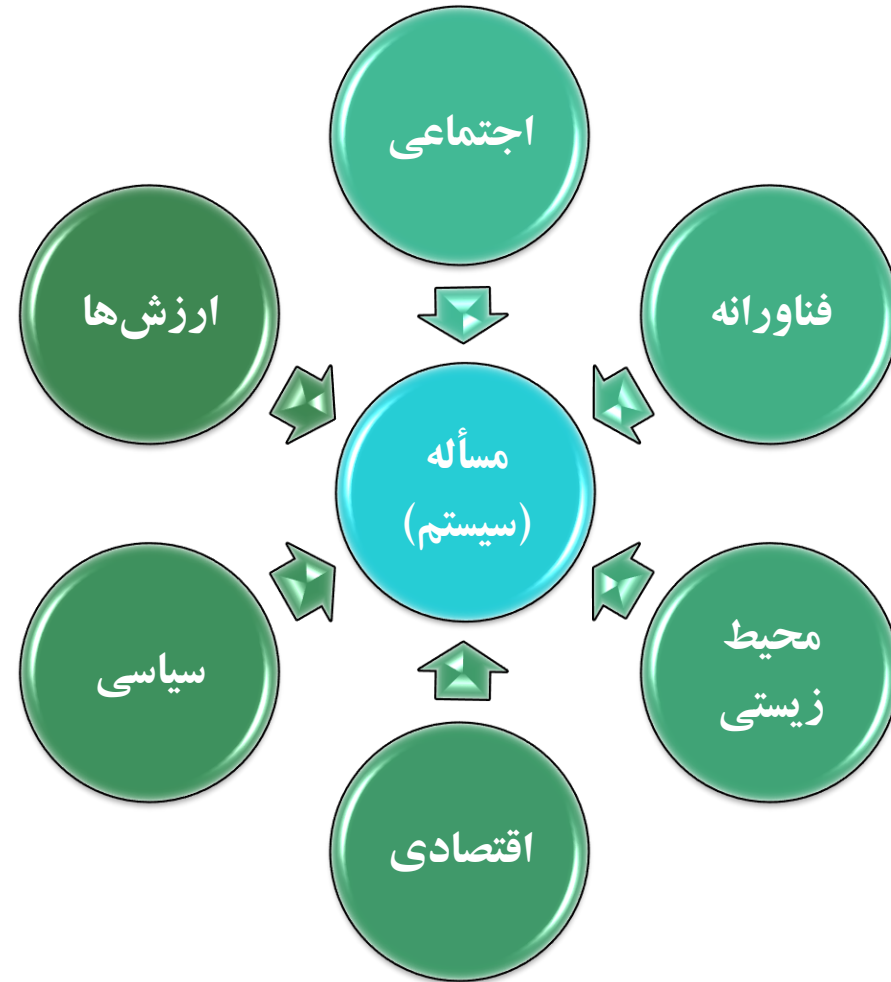 اجتماعی
فناورانه
ارزش‌ها
مسأله
(سیستم)
محیط
زیستی
سیاسی
اقتصادی